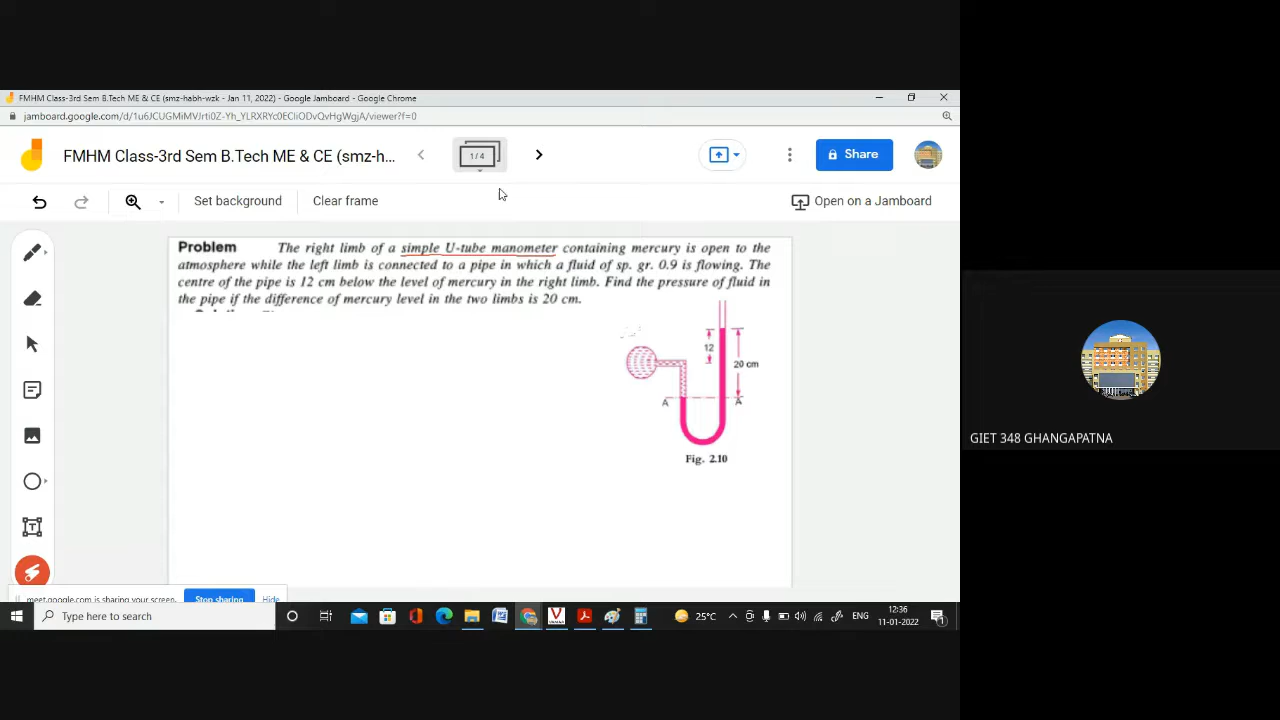 FMHM Class-3rd Sem B.Tech ME & CE (smz-habh-wzk - Jan 11, 2022) - Google Jamboard - Google Chrome
jamboard.google.com/d/1u6JCUGMiMVJrti0Z-Yh_YLRXRYc0ECIiODvQvHgWgjA/viewer?f=0
FMHM Class-3rd Sem B.Tech ME & CE (smz-h...
1/4
Share
Set background
Clear frame
Open on a Jamboard
Problem The right limb of a simple U-tube manometer containing mercury is open to the
atmosphere while the left limb is connected to a pipe in which a fluid of sp. gr. 0.9 is flowing. The
centre of the pipe is 12 cm below the level of mercury in the right limb. Find the pressure of fluid in
the pipe if the difference of mercury level in the two limbs is 20 cm.
12
20 cm
A
A
Fig. 2.10
GIET 348 GHANGAPATNA
meet.google.com is sharing your screen.
Stop sharing
Hide
Type here to search
25°C
ENG
12:36
11-01-2022
1